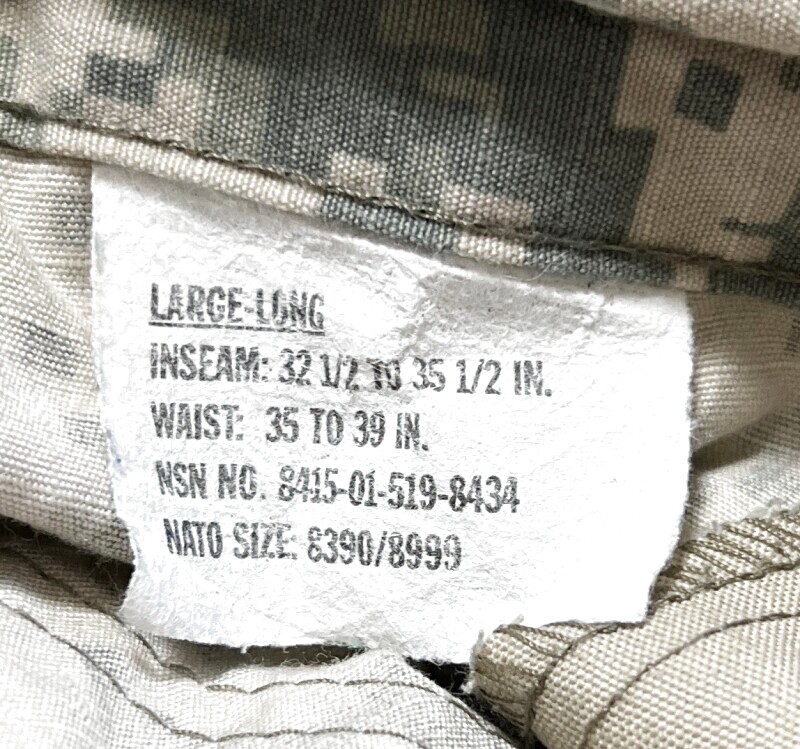 LARGE-LONG
INSEAM: 32 1/2 TO 35 1/2 IN.
WAIST: 35 TO 39 IN.
NSN NO. 8415-01-519-8434
NATO SIZE: 8390/8999